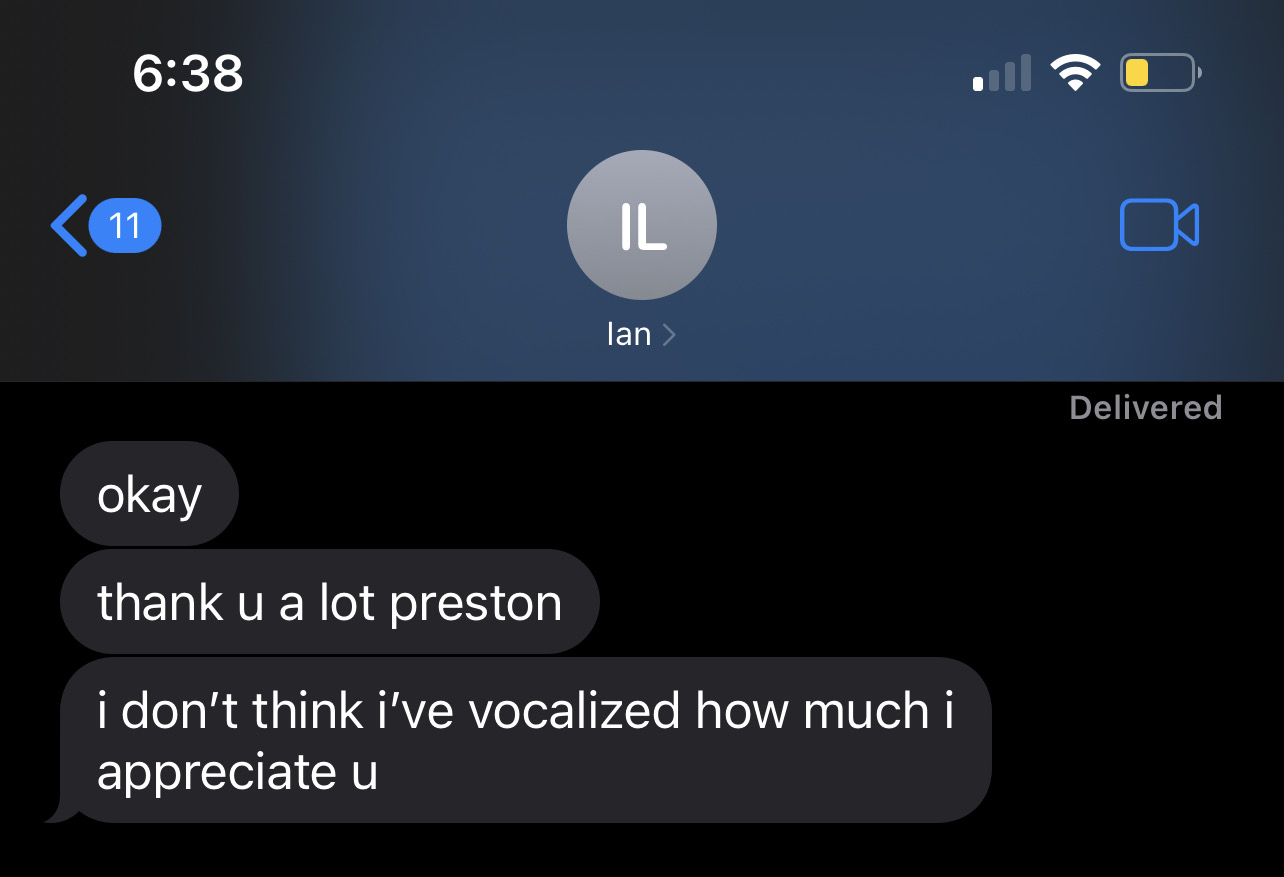 6:38
11
IL
Ian
Delivered
okay
thank u a lot preston
i don’t think i’ve vocalized how much i
appreciate u